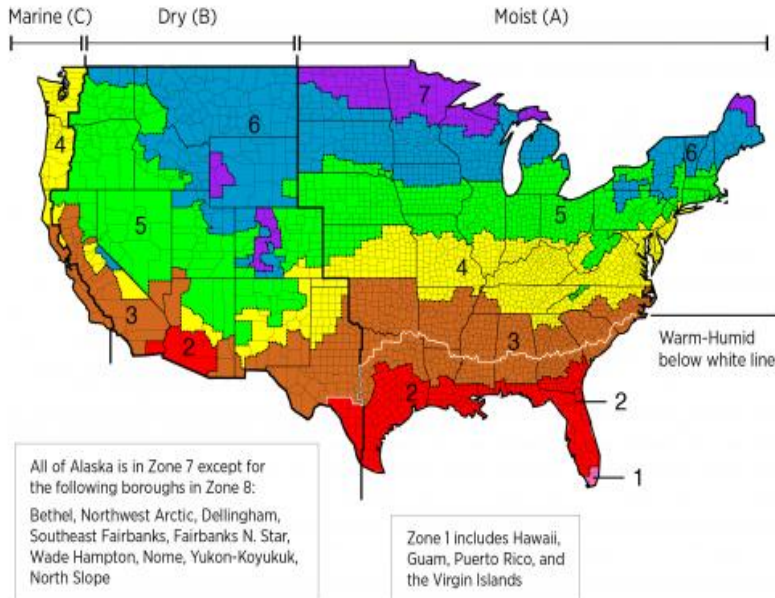 Marine (C) Dry (B) Moist (A)
7
6
4
6
5
5
4
3
3
2
Warm-Humid
below white line
2
2
1
All of Alaska is in Zone 7 except for
the following boroughs in Zone 8:
Bethel, Northwest Arctic, Dellingham,
Southeast Fairbanks, Fairbanks N. Star,
Wade Hampton, Nome, Yukon-Koyukuk,
North Slope
Zone 1 includes Hawaii,
Guam, Puerto Rico, and
the Virgin Islands